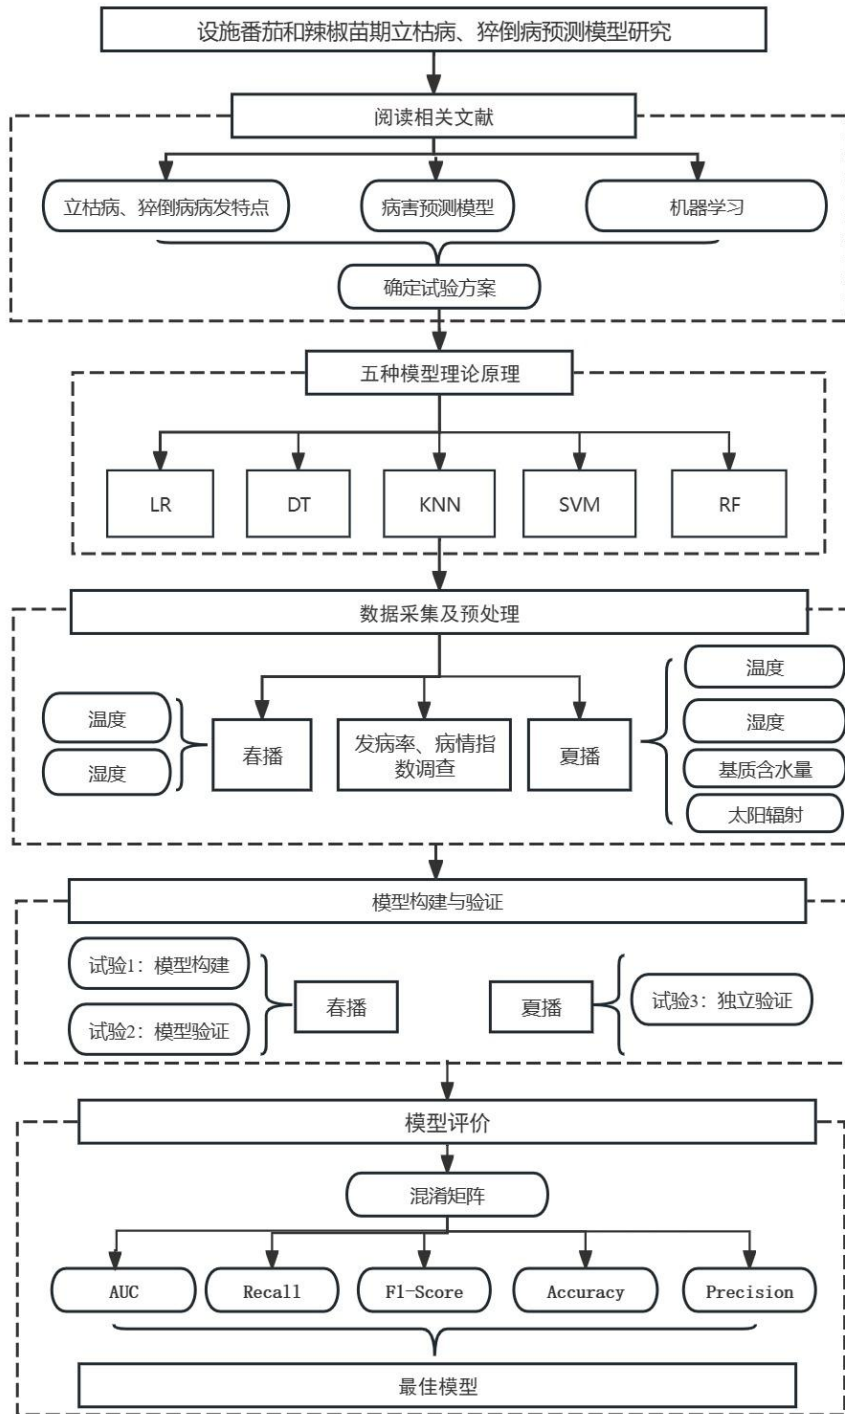 设施番茄和辣椒苗期立枯病、猝倒病预测模型研究
阅读相关文献
立枯病、猝倒病病发特点
病害预测模型
机器学习
确定试验方案
五种模型理论原理
LR
DT
KNN
SVM
RF
数据采集及预处理
温度
湿度
春播
发病率、病情指
数调查
夏播
温度
湿度
基质含水量
太阳辐射
模型构建与验证
试验1：模型构建
试验2：模型验证
春播
夏播
试验3：独立验证
模型评价
混淆矩阵
AUC
Recall
F1-Score
Accuracy
Precision
最佳模型